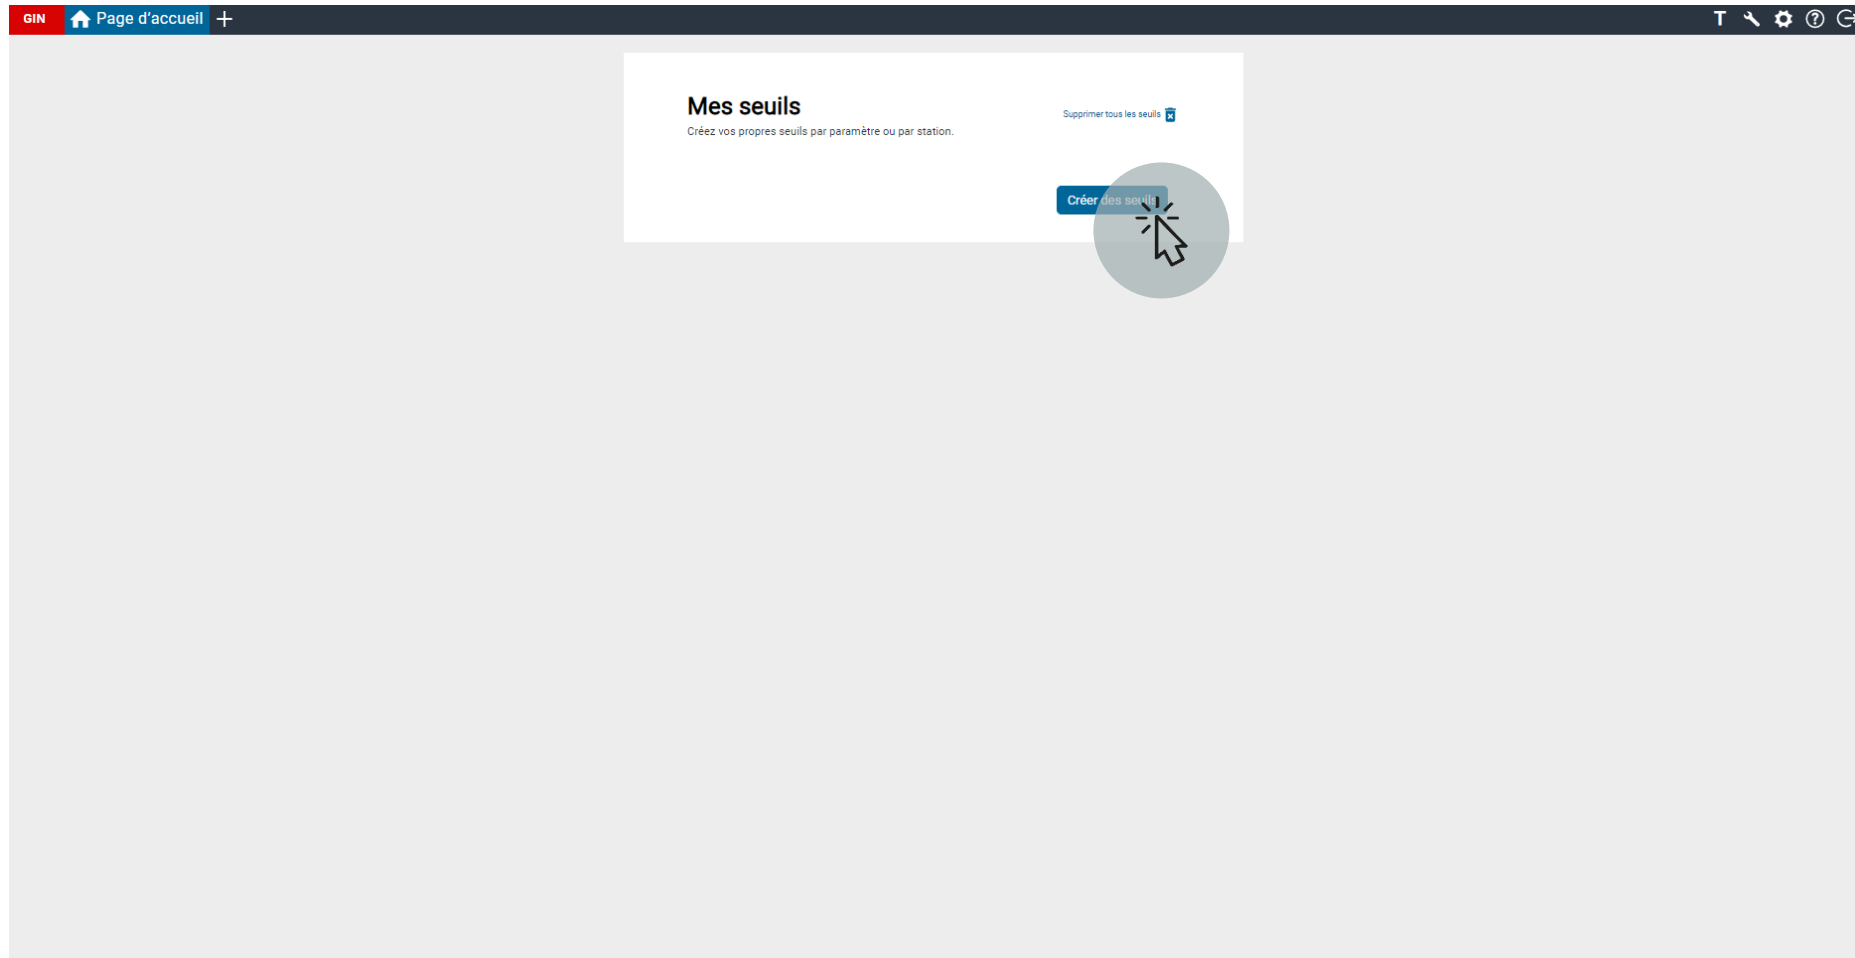 GIN Page d'accueil +
T
Mes seuils
Supprimer tous les seuils
Créez vos propres seuils par paramètre ou par station.
Créer des seuils